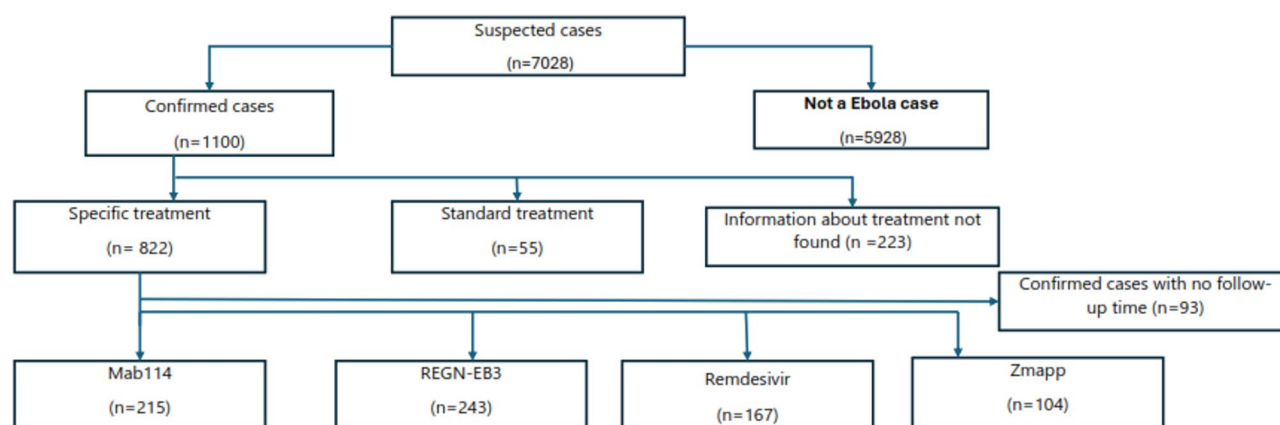 Suspected cases
(n=7028)
Confirmed cases
(n=1100)
Not a Ebola case
(n=5928)
Specific treatment
(n= 822)
Standard treatment
(n=55)
Information about treatment not
found (n =223)
Confirmed cases with no follow-
up time (n=93)
Mab114
(n=215)
REGN-EB3
(n=243)
Remdesivir
(n=167)
Zmapp
(n=104)